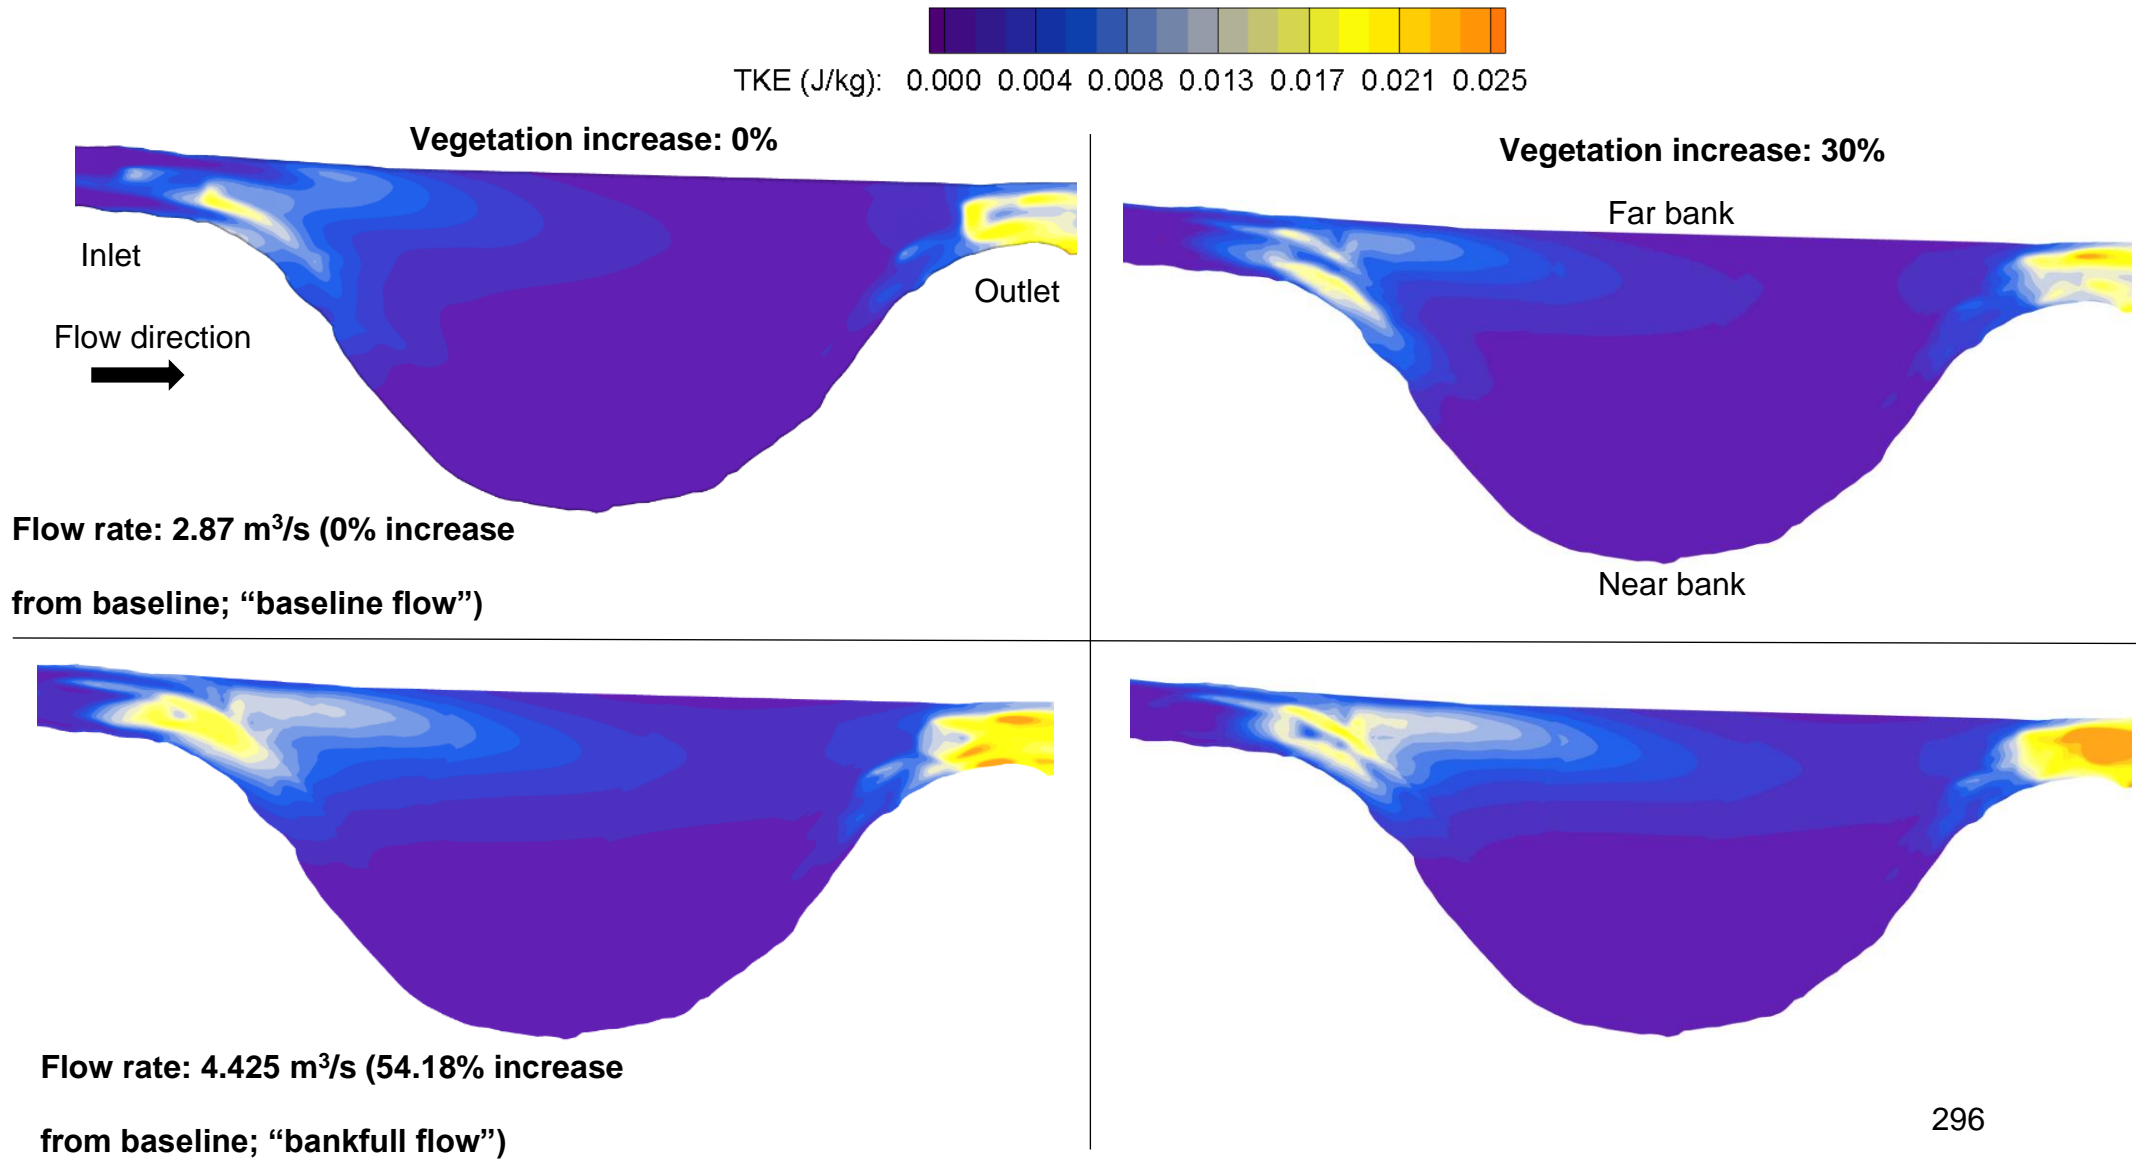 TKE (J/kg): 0.000 0.004 0.008 0.013 0.017 0.021 0.025
Vegetation increase: 0%
Vegetation increase: 30%
Far bank
Inlet
Outlet
Flow direction
Flow rate: 2.87 m³/s (0% increase
from baseline; “baseline flow”)
Near bank
Flow rate: 4.425 m³/s (54.18% increase
from baseline; “bankfull flow”)
296